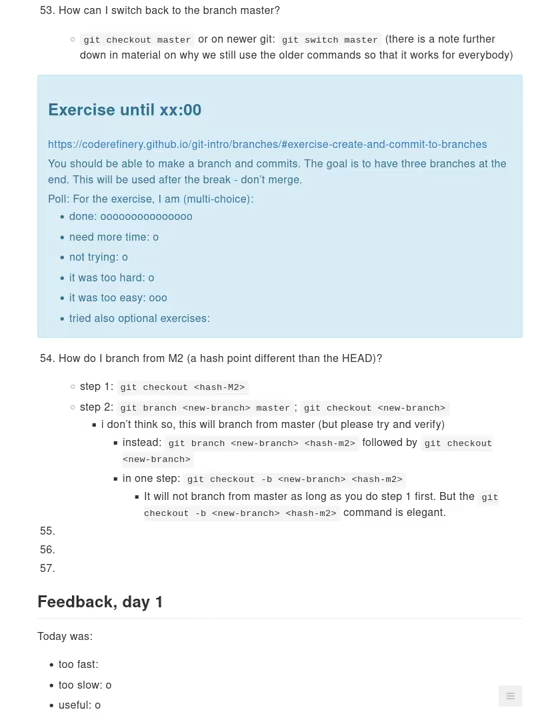 53. How can I switch back to the branch master?
git checkout master or on newer git: git switch master (there is a note further
down in material on why we still use the older commands so that it works for everybody)
Exercise until xx:00
https://coderefinery.github.io/git-intro/branches/#exercise-create-and-commit-to-branches
You should be able to make a branch and commits. The goal is to have three branches at the
end. This will be used after the break - don't merge.
Poll: For the exercise, I am (multi-choice):
• done: ooooooooooooooo
• need more time: o
• not trying: o
• it was too hard: o
• it was too easy: ooo
• tried also optional exercises:
54. How do I branch from M2 (a hash point different than the HEAD)?
step 1: git checkout <hash-M2>
step 2: git branch <new-branch> master ; git checkout <new-branch>
i don't think so, this will branch from master (but please try and verify)
instead: git branch <new-branch> <hash-m2> followed by git checkout
<new-branch>
in one step: git checkout -b <new-branch> <hash-m2>
It will not branch from master as long as you do step 1 first. But the git
checkout -b <new-branch> <hash-m2> command is elegant.
55.
56.
57.
Feedback, day 1
Today was:
• too fast:
• too slow: o
• useful: o